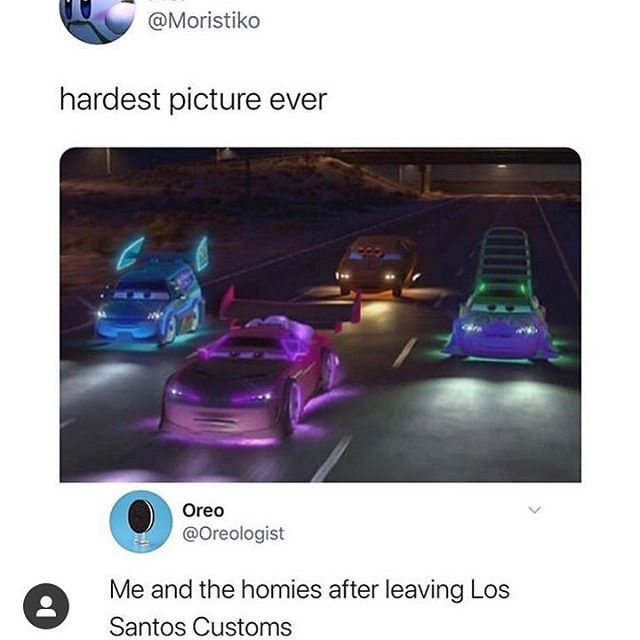 @Moristiko
hardest picture ever
Oreo
@Oreologist
Me and the homies after leaving Los
Santos Customs